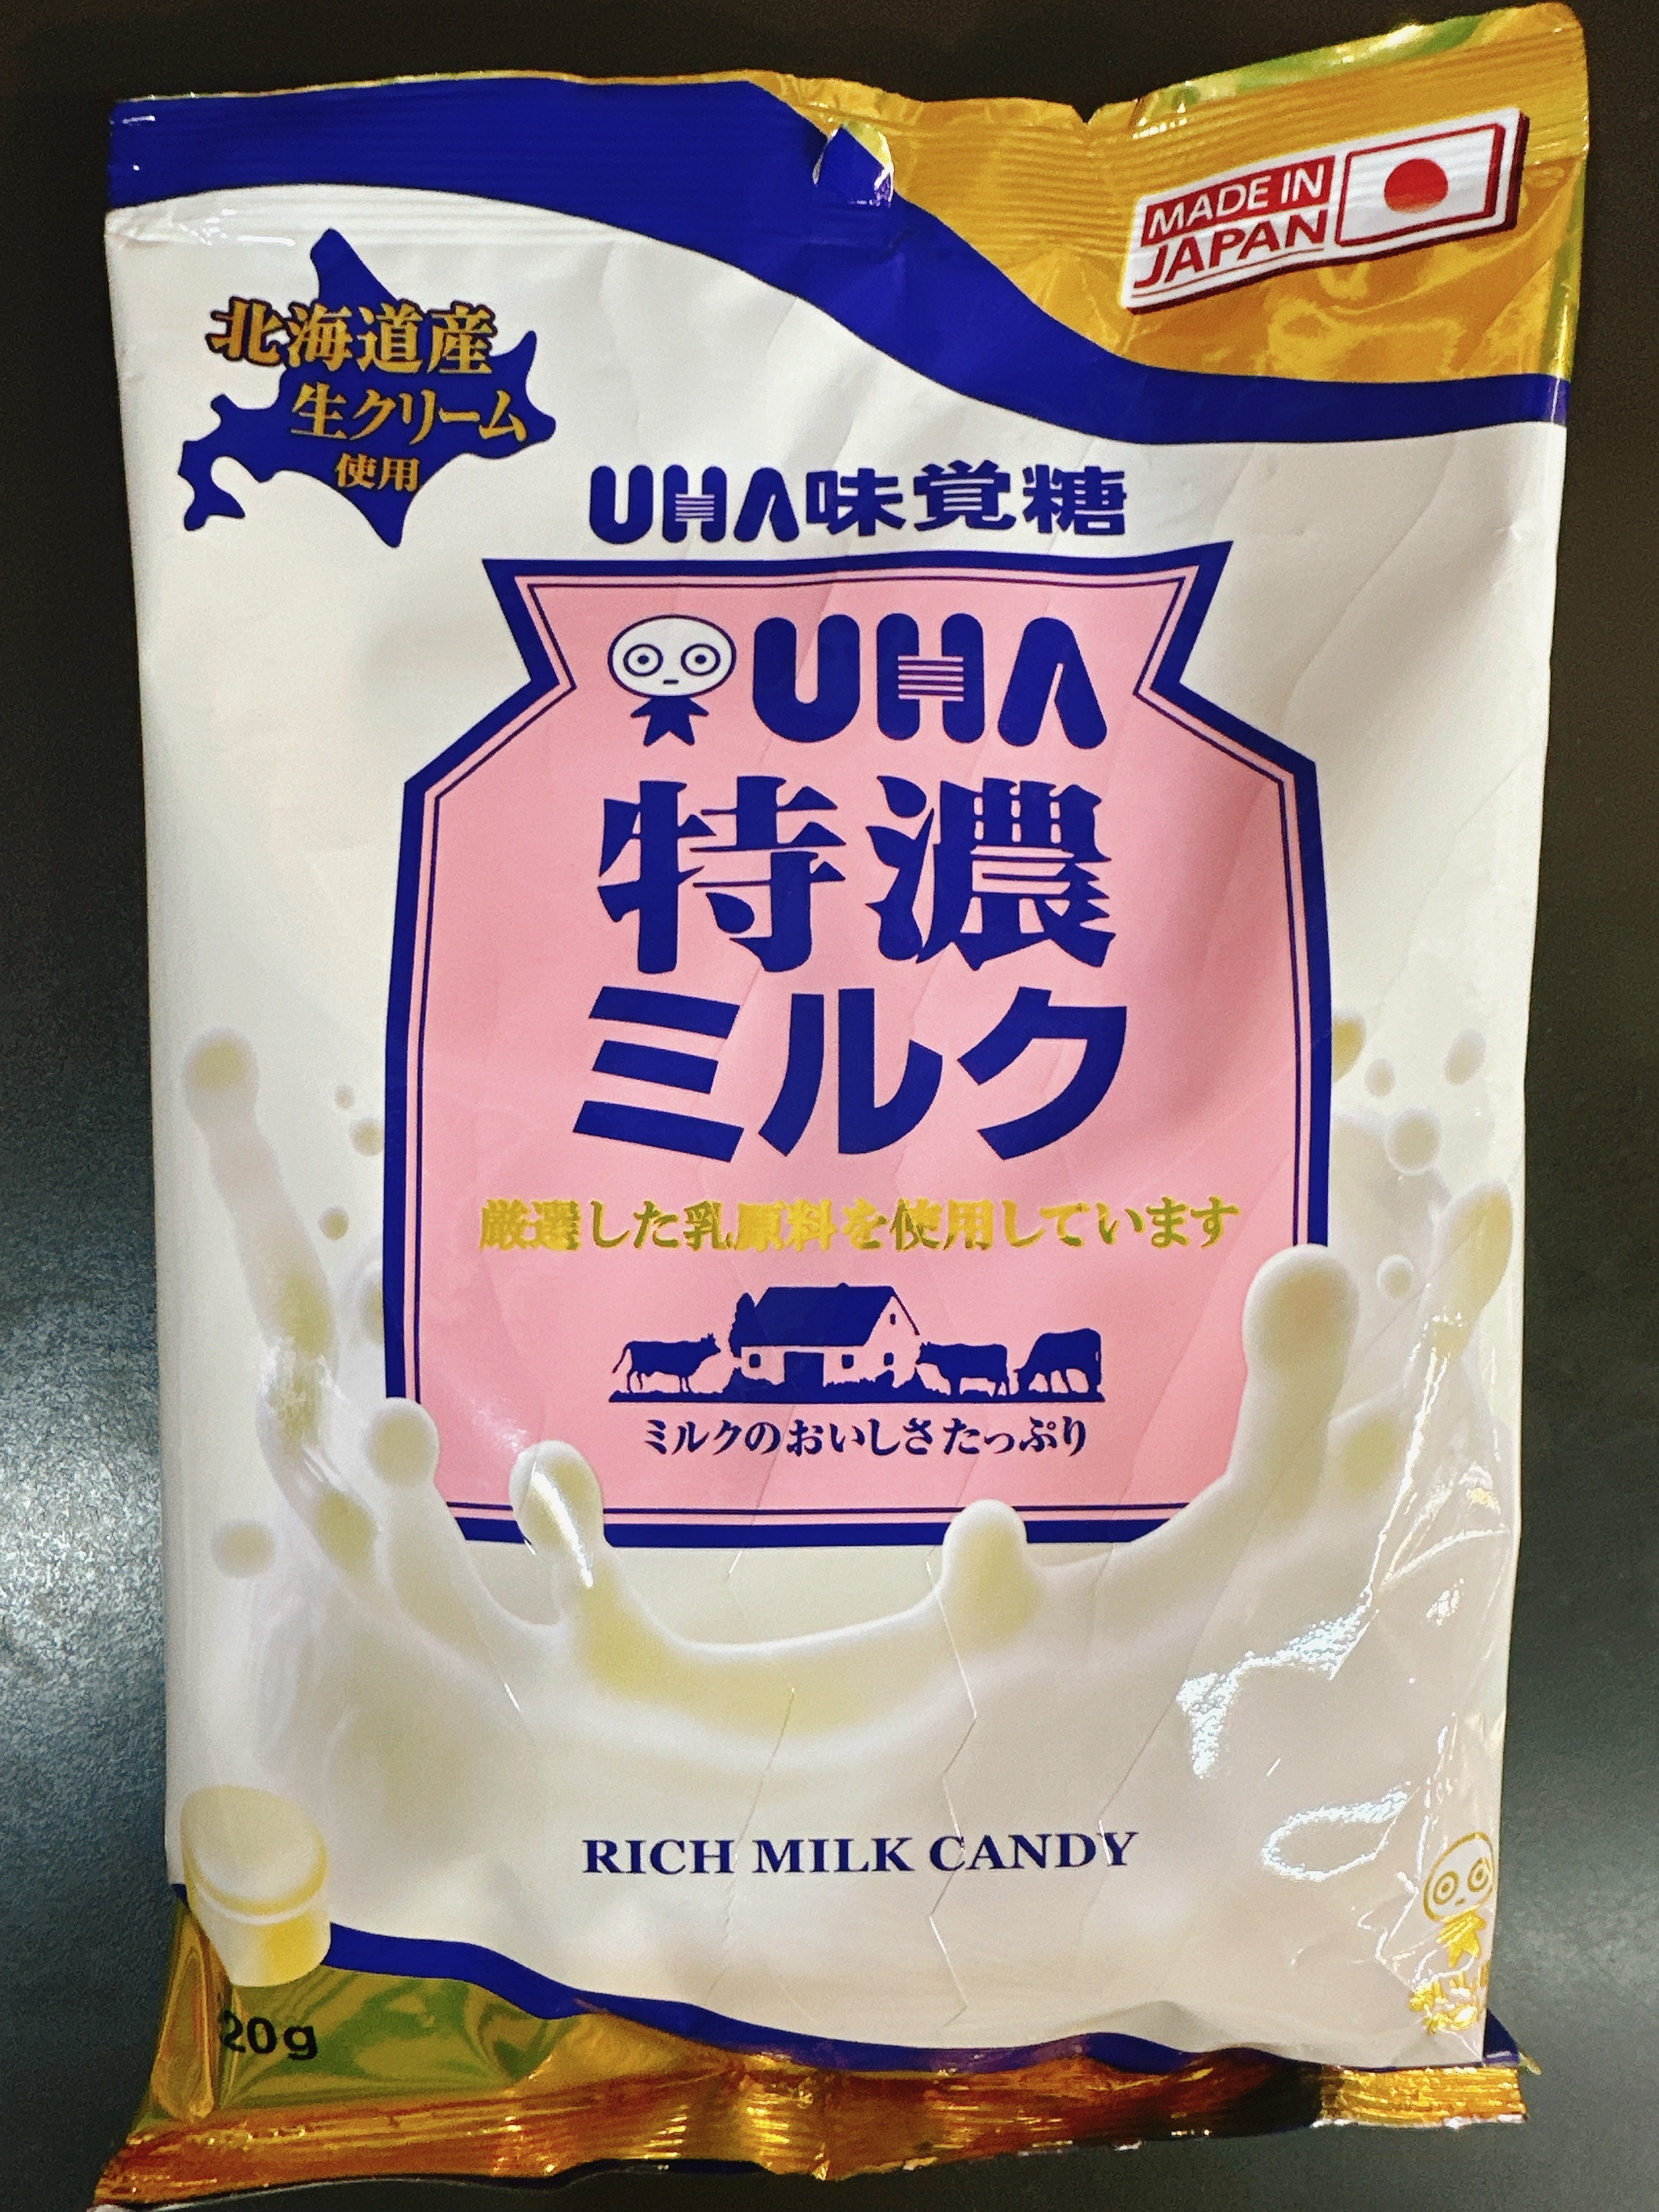 MADE IN
JAPAN
北海道産
生クリーム
使用
UHA味覚糖
UHA
特濃
ミルク
厳選した乳原料を使用しています
ミルクのおいしさたっぷり
RICH MILK CANDY
20g